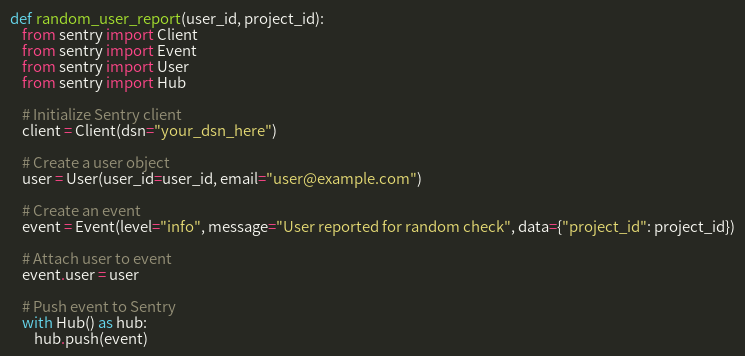 def random_user_report(user_id, project_id):
    from sentry import Client
    from sentry import Event
    from sentry import User
    from sentry import Hub

    # Initialize Sentry client
    client = Client(dsn="your_dsn_here")

    # Create a user object
    user = User(user_id=user_id, email="user@example.com")

    # Create an event
    event = Event(level="info", message="User reported for random check", data={"project_id": project_id})

    # Attach user to event
    event.user = user

    # Push event to Sentry
    with Hub() as hub:
        hub.push(event)